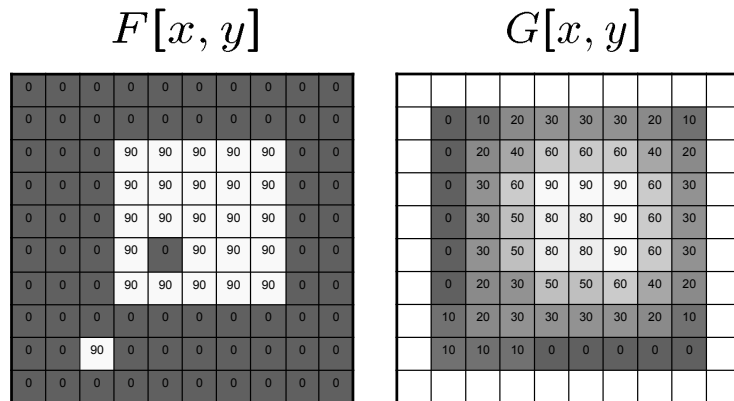 F[x, y]
0 0 0 0 0 0 0 0 0 0
0 0 0 0 0 0 0 0 0 0
0 0 0 90 90 90 90 90 0 0
0 0 0 90 90 90 90 90 0 0
0 0 0 90 90 90 90 90 0 0
0 0 0 90 0 90 90 90 0 0
0 0 0 90 90 90 90 90 0 0
0 0 0 0 0 0 0 0 0 0
0 0 90 0 0 0 0 0 0 0
0 0 0 0 0 0 0 0 0 0
G[x, y]
0 10 20 30 30 30 20 10
0 20 40 60 60 60 40 20
0 30 60 90 90 90 60 30
0 30 50 80 80 90 60 30
0 30 50 80 80 90 60 30
0 20 30 50 50 60 40 20
10 20 30 30 30 30 20 10
10 10 10 0 0 0 0 0